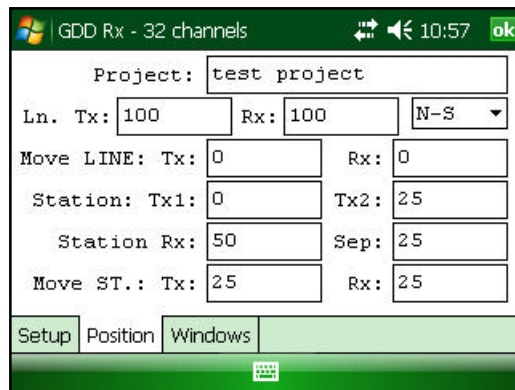 GDD Rx - 32 channels 10:57 ok
Project: test project
Ln. Tx: 100 Rx: 100 N-S
Move LINE: Tx: 0 Rx: 0
Station: Tx1: 0 Tx2: 25
Station Rx: 50 Sep: 25
Move ST.: Tx: 25 Rx: 25
Setup Position Windows